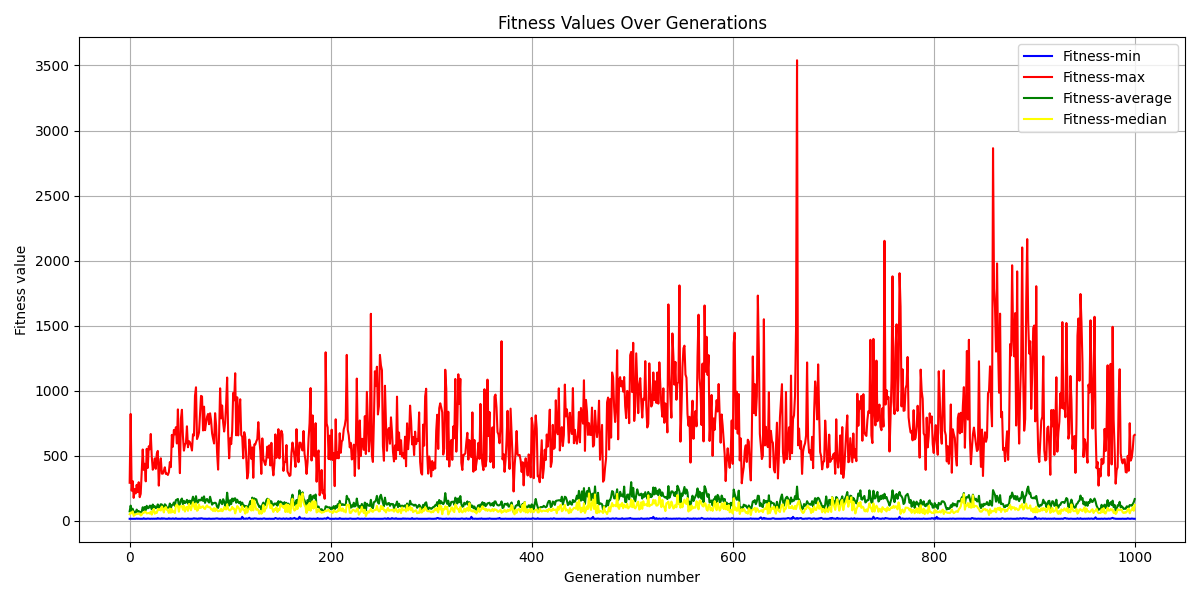 Fitness Values Over Generations
Fitness value
3500
3000
2500
2000
1500
1000
500
0
0 200 400 600 800 1000
Generation number
Fitness-min
Fitness-max
Fitness-average
Fitness-median